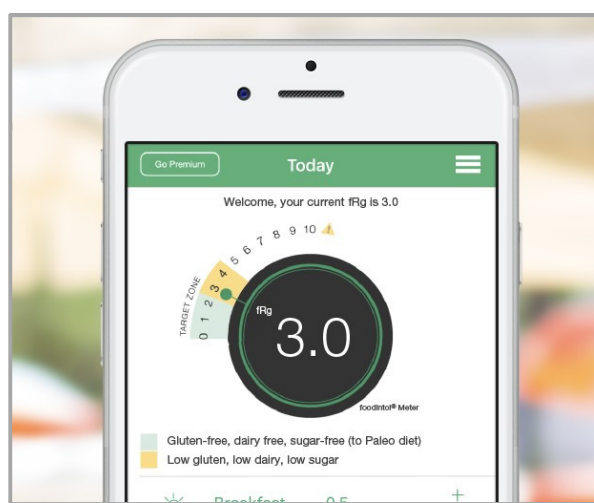 Go Premium
Today
Welcome, your current fRg is 3.0
TARGET ZONE
0 1 2 3 4 5 6 7 8 9 10
fRg
3.0
foodintol® Meter
Gluten-free, dairy free, sugar-free (to Paleo diet)
Low gluten, low dairy, low sugar
Breakfast 0.5 +